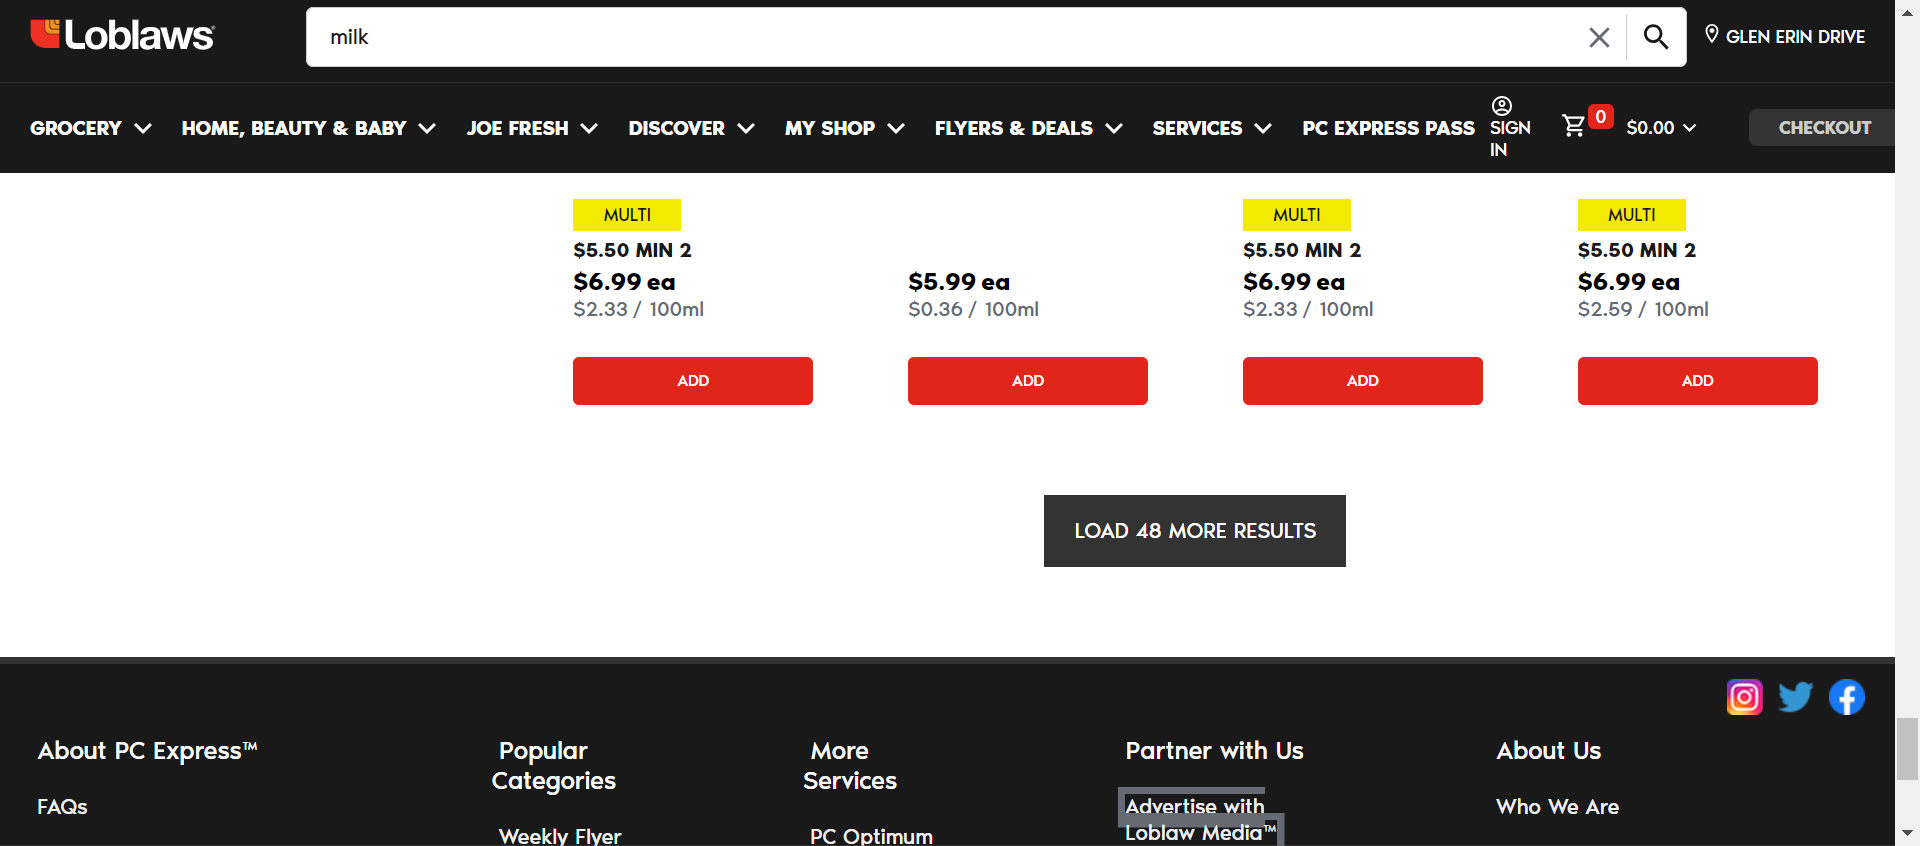 Loblaws
milk
GLEN ERIN DRIVE
GROCERY
HOME, BEAUTY & BABY
JOE FRESH
DISCOVER
MY SHOP
FLYERS & DEALS
SERVICES
PC EXPRESS PASS
SIGN
IN
0
$0.00
CHECKOUT
MULTI
$5.50 MIN 2
$6.99 ea
$2.33 / 100ml
ADD
$5.99 ea
$0.36 / 100ml
ADD
MULTI
$5.50 MIN 2
$6.99 ea
$2.33 / 100ml
ADD
MULTI
$5.50 MIN 2
$6.99 ea
$2.59 / 100ml
ADD
LOAD 48 MORE RESULTS
About PC Express™
FAQs
Popular
Categories
Weekly Flyer
More
Services
PC Optimum
Partner with Us
Advertise with
Loblaw Media™
About Us
Who We Are